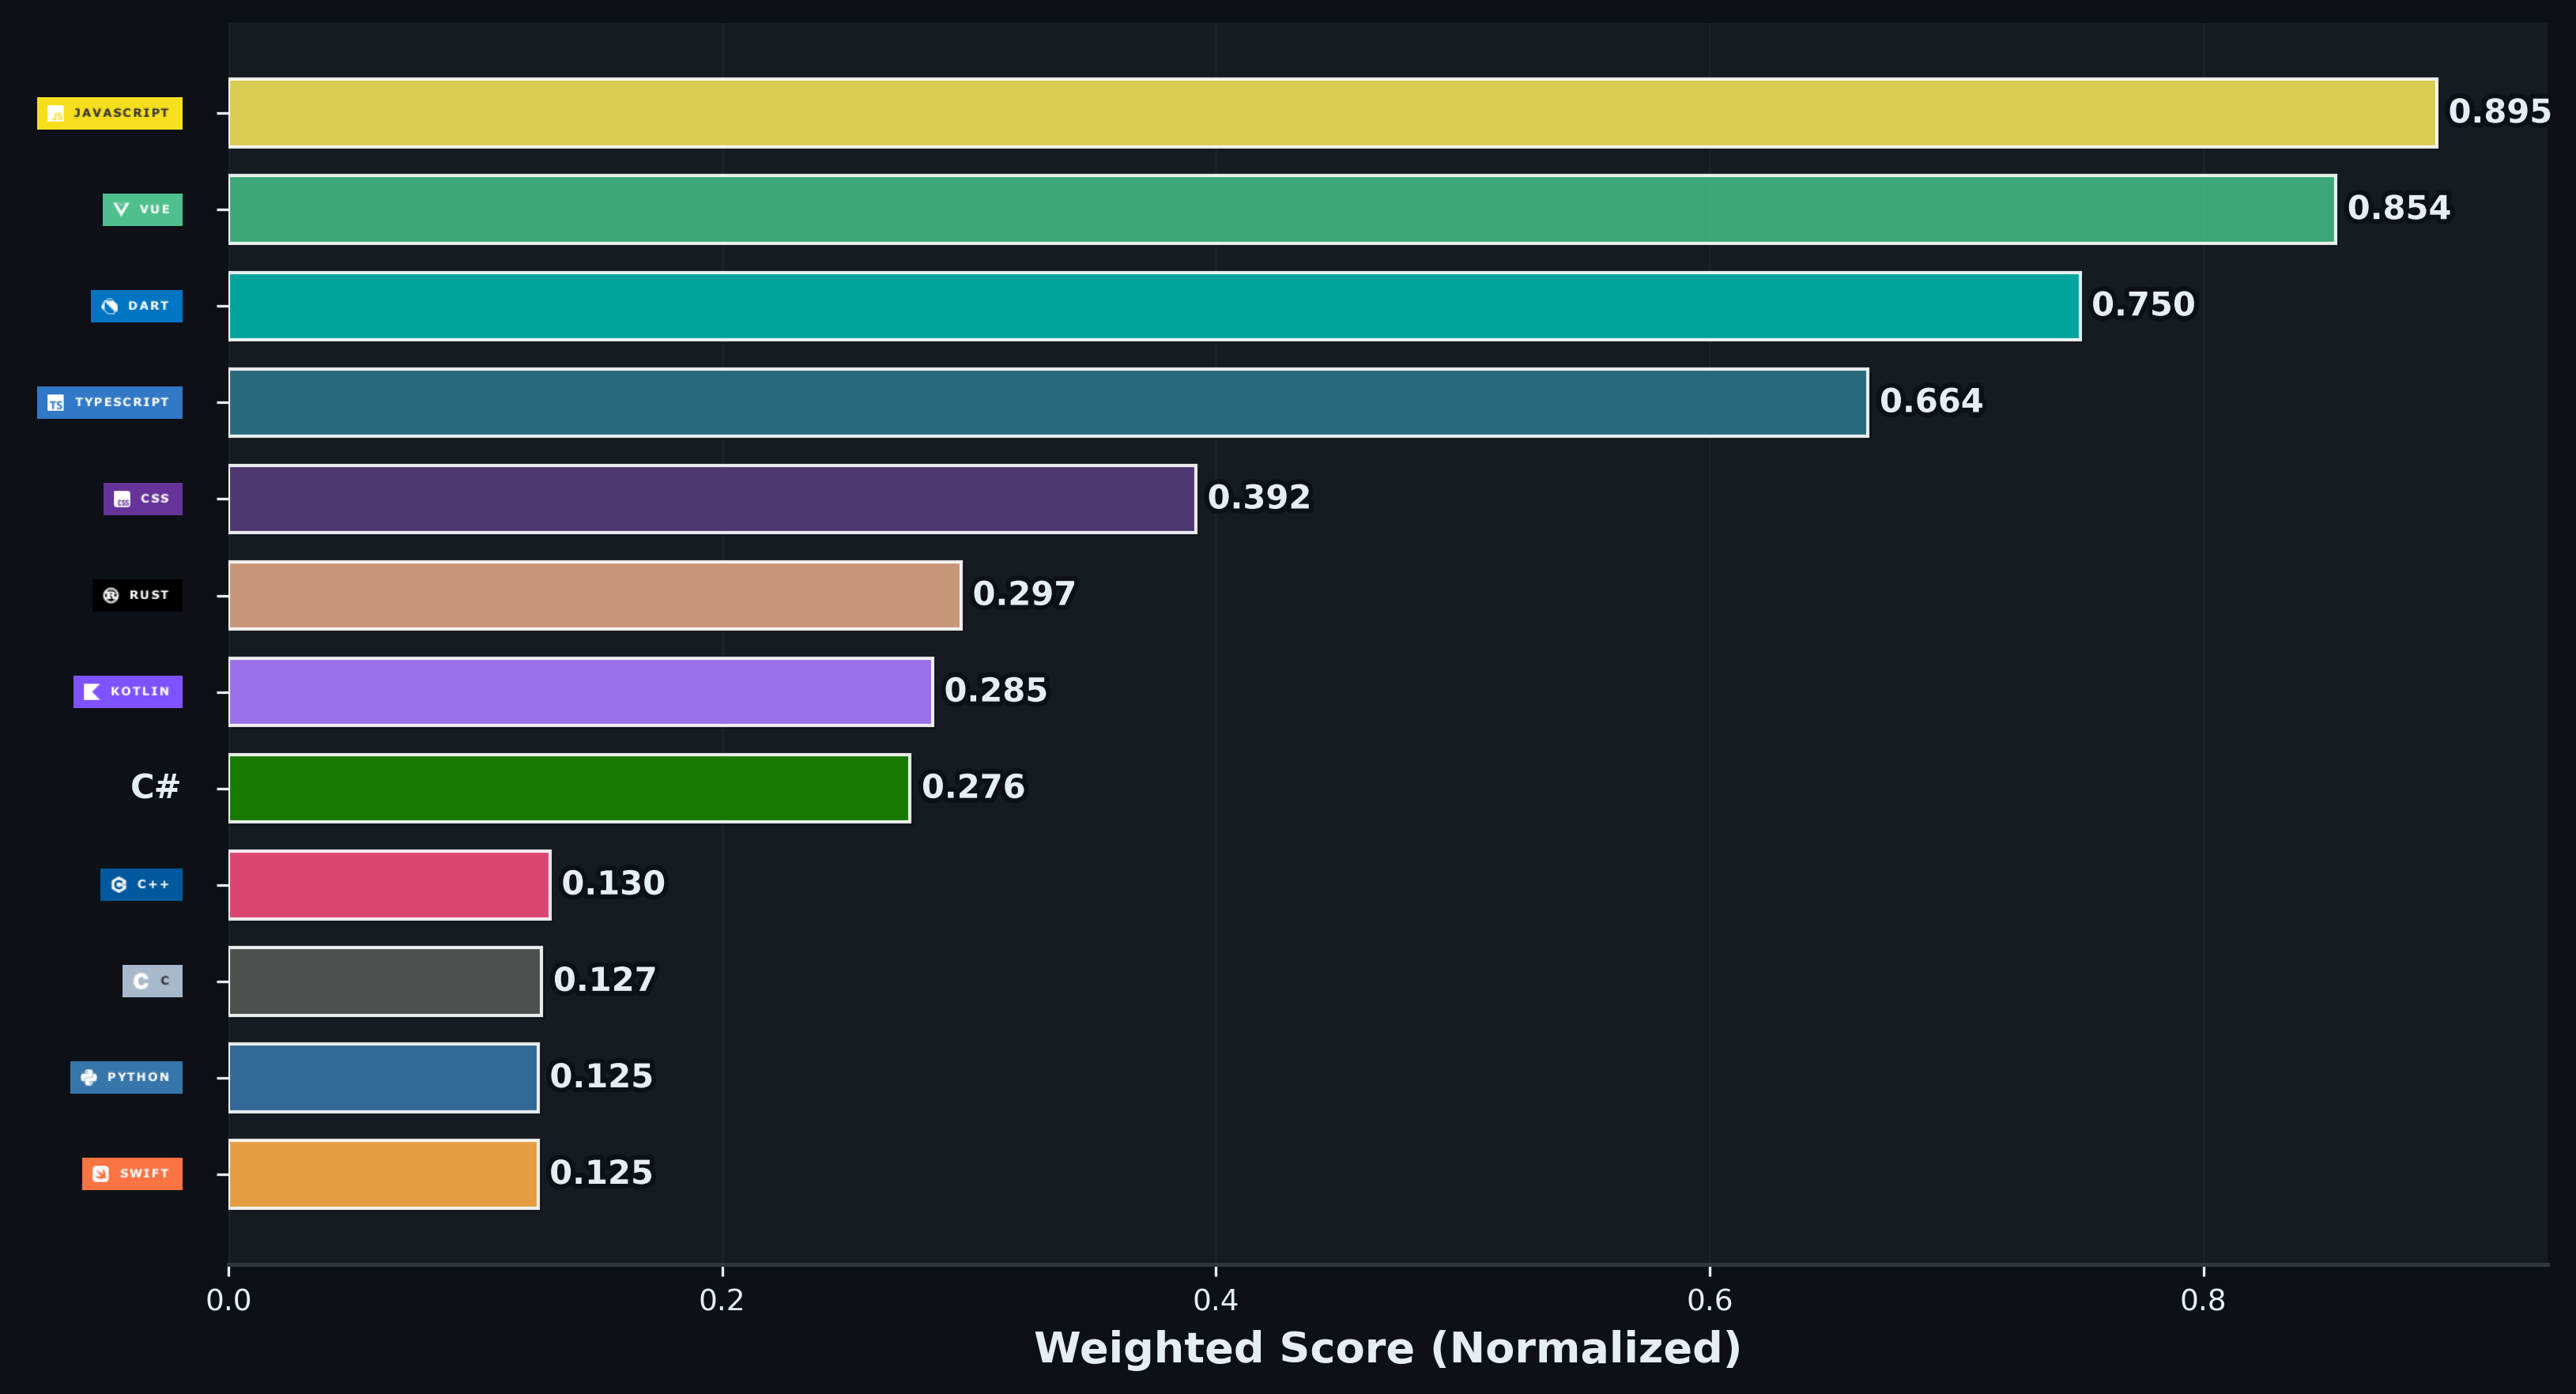 JAVASCRIPT 0.895
VUE 0.854
DART 0.750
TS TYPESCRIPT 0.664
CSS CSS 0.392
R RUST 0.297
KOTLIN 0.285
C# 0.276
C C++ 0.130
C C 0.127
PYTHON 0.125
SWIFT 0.125
0.0 0.2 0.4 0.6 0.8
Weighted Score (Normalized)